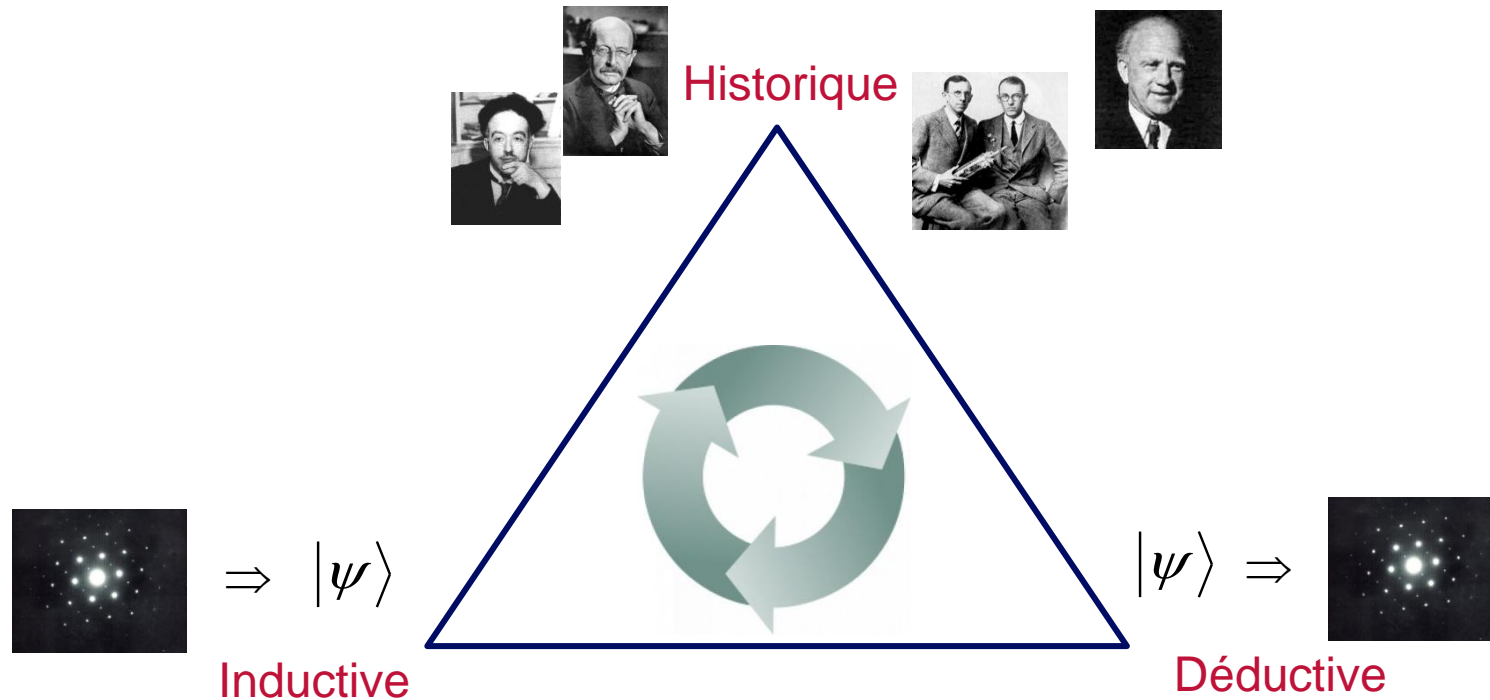 Historique
⇒ |ψ⟩
|ψ⟩ ⇒
Inductive
Déductive